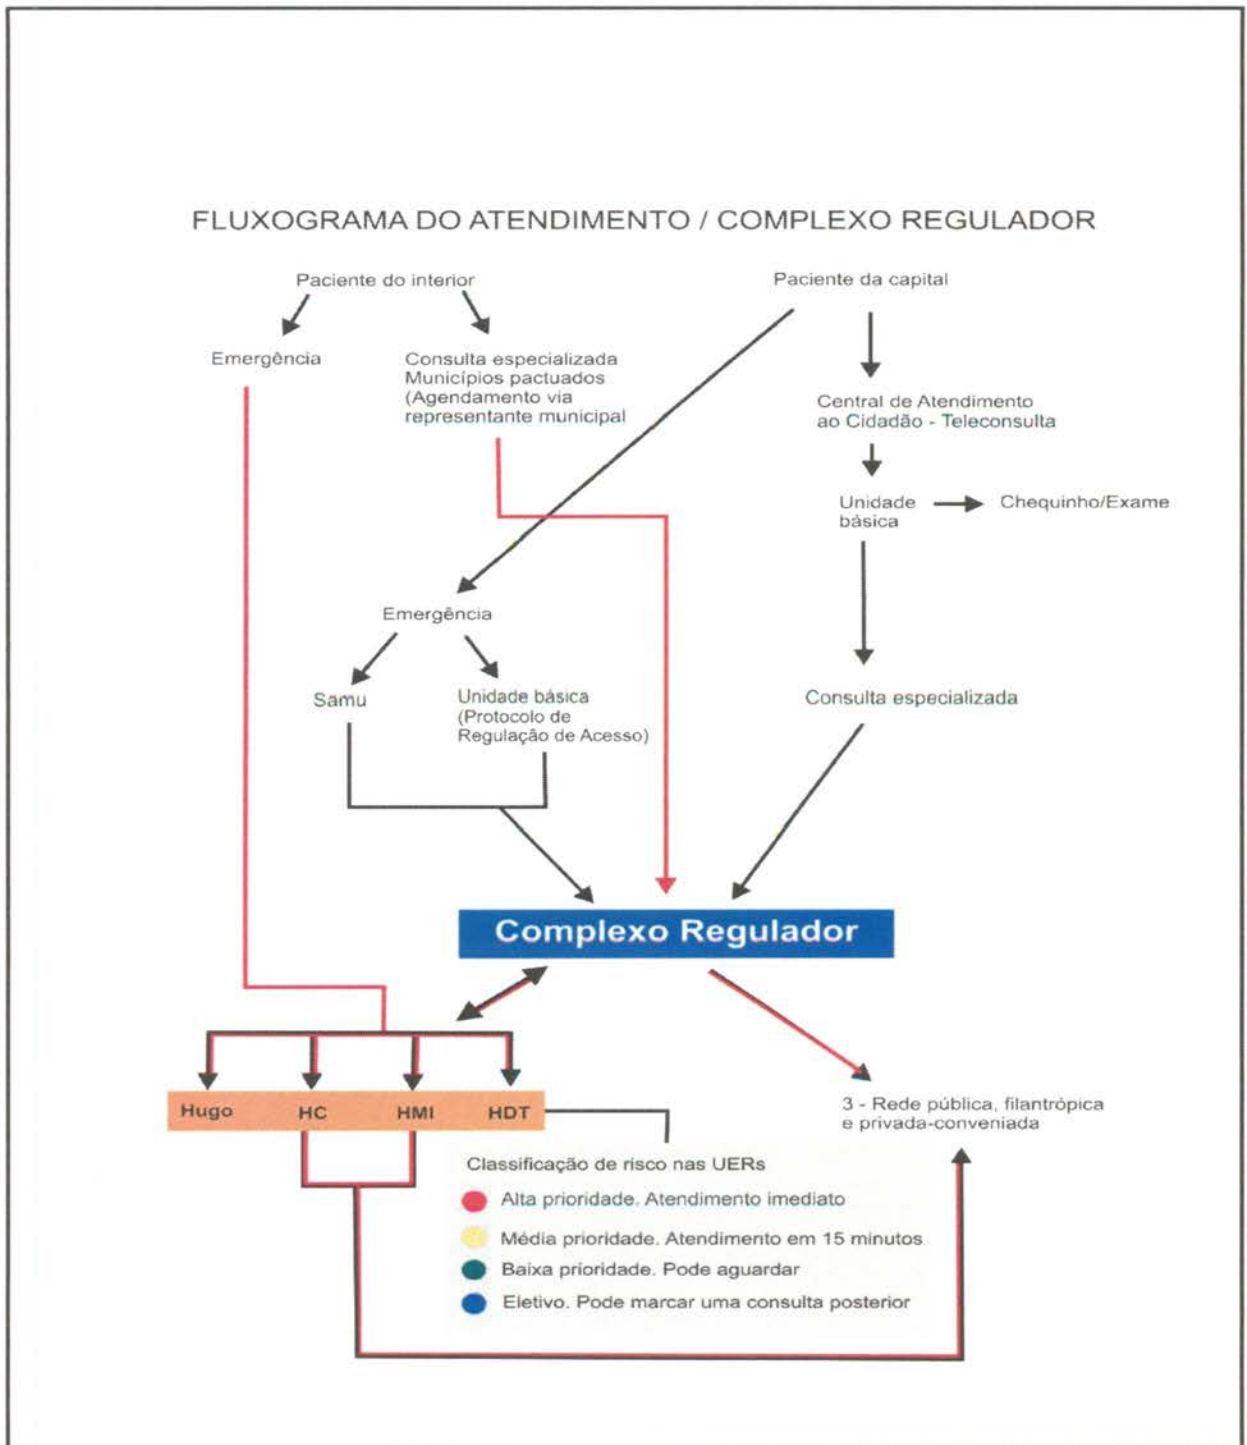 FLUXOGRAMA DO ATENDIMENTO / COMPLEXO REGULADOR
Paciente do interior
Paciente da capital
Emergência
Consulta especializada
Municípios pactuados
(Agendamento via
representante municipal
Central de Atendimento
ao Cidadão - Teleconsulta
Unidade
básica
Chequinho/Exame
Emergência
Samu
Unidade básica
(Protocolo de
Regulação de Acesso)
Consulta especializada
Complexo Regulador
Hugo HC HMI HDT
3 - Rede pública, filantrópica
e privada-conveniada
Classificação de risco nas UERs
Alta prioridade. Atendimento imediato
Média prioridade. Atendimento em 15 minutos
Baixa prioridade. Pode aguardar
Eletivo. Pode marcar uma consulta posterior